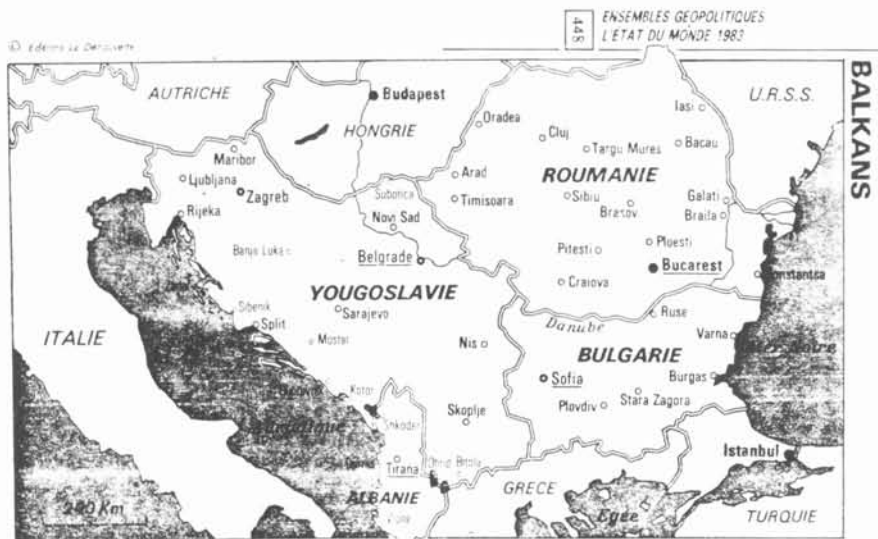 448
ENSEMBLES GÉOPOLITIQUES
L'ÉTAT DU MONDE 1983
© Editions La Découverte
BALKANS
AUTRICHE
Budapest
HONGRIE
U.R.S.S.
Iasi
Oradea
Cluj
Targu Mures
Bacau
Maribor
Ljubljana
Zagreb
Arad
ROUMANIE
Subotica
Timisoara
Sibiu
Brasov
Galati
Braila
Rijeka
Novi Sad
Banja Luka
Pitesti
Ploesti
Belgrade
Bucarest
Constantsa
Craiova
YOUGOSLAVIE
Sibenik
Sarajevo
Split
Danube
Ruse
ITALIE
Mostar
Nis
BULGARIE
Varna
Sofia
Burgas
Kotor
Plovdiv
Stara Zagora
Skoplje
Shkoder
Tirana
Ohrid
Bitola
Istanbul
ALBANIE
GRECE
Egée
200 Km
TURQUIE